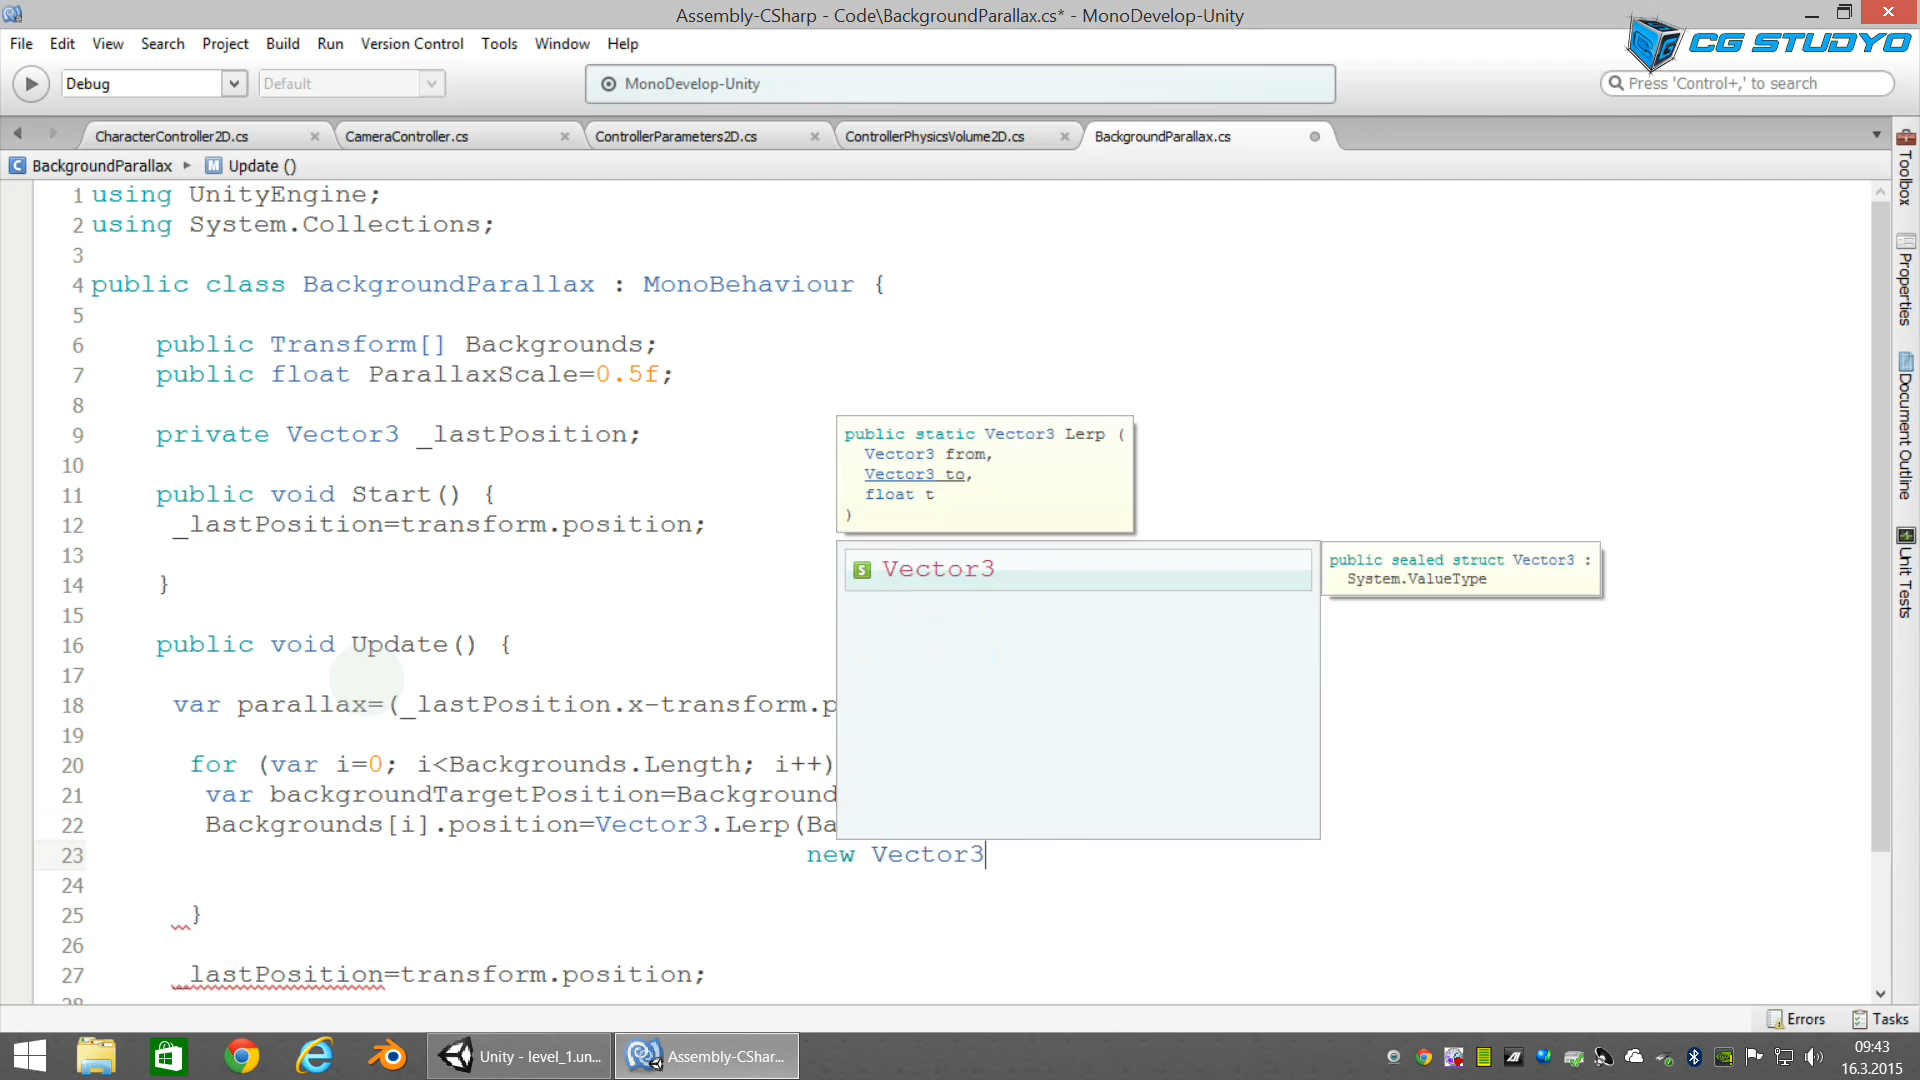 Assembly-CSharp - Code\BackgroundParallax.cs* - MonoDevelop-Unity
File Edit View Search Project Build Run Version Control Tools Window Help
CG STUDYO
Debug
Default
MonoDevelop-Unity
Press 'Control+,' to search
CharacterController2D.cs
CameraController.cs
ControllerParameters2D.cs
ControllerPhysicsVolume2D.cs
BackgroundParallax.cs
BackgroundParallax
Update ()
1 using UnityEngine;
2 using System.Collections;
3
4 public class BackgroundParallax : MonoBehaviour {
5
6 public Transform[] Backgrounds;
7 public float ParallaxScale=0.5f;
8
9 private Vector3 _lastPosition;
10
11 public void Start() {
12 _lastPosition=transform.position;
13
14 }
15
16 public void Update() {
17
18 var parallax=(_lastPosition.x-transform.p
19
20 for (var i=0; i<Backgrounds.Length; i++)
21 var backgroundTargetPosition=Background
22 Backgrounds[i].position=Vector3.Lerp(Ba
23 new Vector3
24
25 }
26
27 _lastPosition=transform.position;
28
public static Vector3 Lerp (
Vector3 from,
Vector3 to,
float t
)
S Vector3
public sealed struct Vector3 :
System.ValueType
Toolbox
Properties
Document Outline
Unit Tests
Errors
Tasks
Unity - level_1.un...
Assembly-CShar...
09:43
16.3.2015